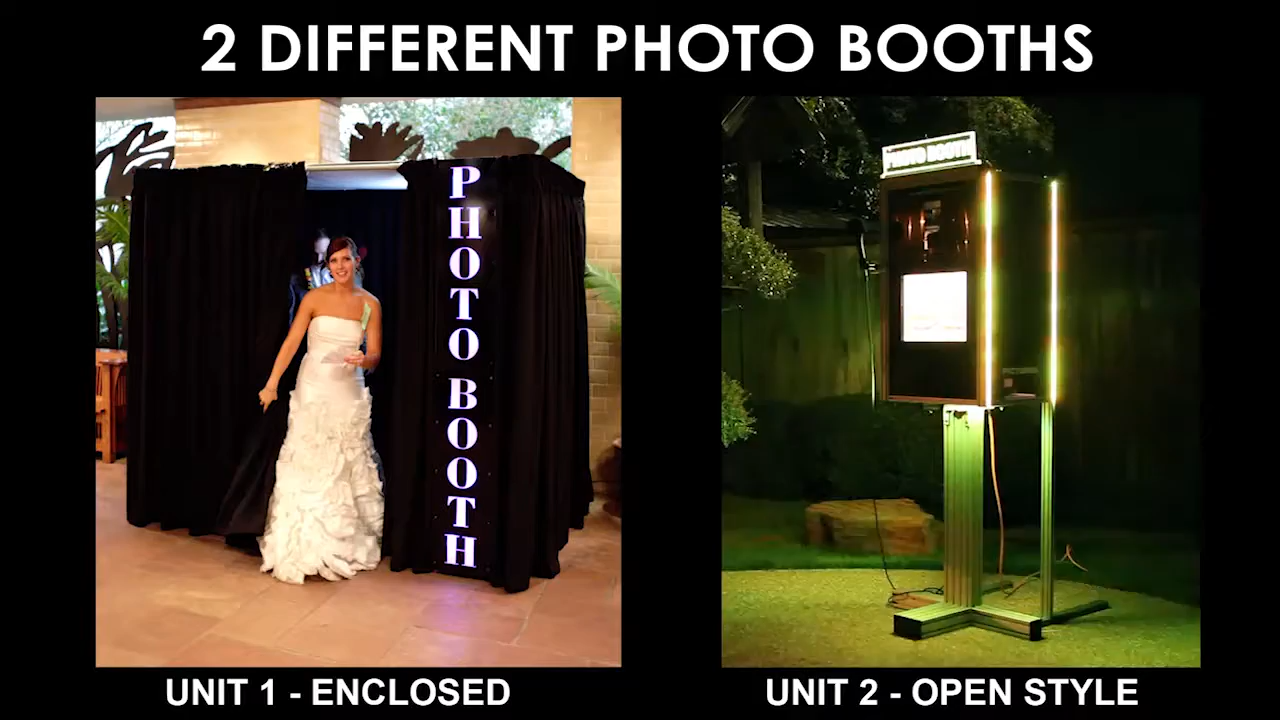 2 DIFFERENT PHOTO BOOTHS
PHOTO BOOTH
PHOTO BOOTH
UNIT 1 - ENCLOSED
UNIT 2 - OPEN STYLE